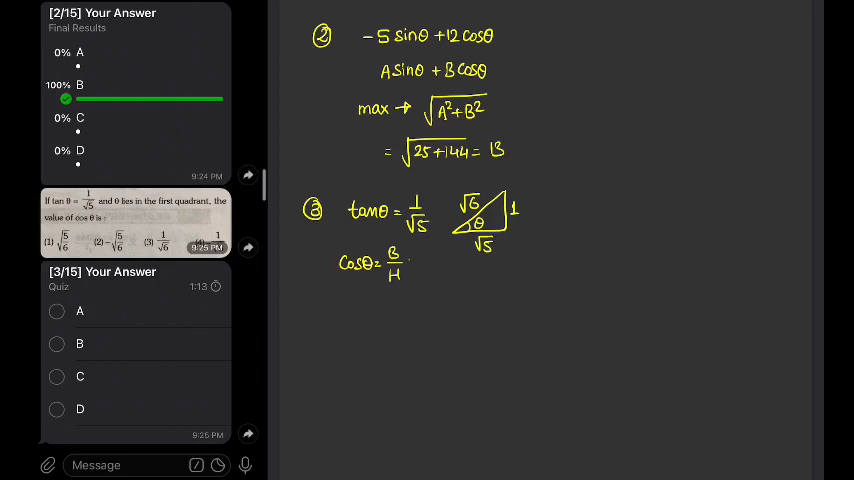 [2/15] Your Answer
Final Results
0% A
100% B
0% C
0% D
9:24 PM
If tan θ = 1/√5 and θ lies in the first quadrant, the
value of cos θ is :
(1) √5/6 (2) -√5/6 (3) 1/√6 (4)
9:25 PM
[3/15] Your Answer
Quiz 1:13
A
B
C
D
9:25 PM
Message
② -5 sinθ + 12 cosθ
A sinθ + B cosθ
max → √A²+B²
= √25+144 = 13
③ tanθ = 1/√5
√6 1
θ
√5
cosθ = B/H